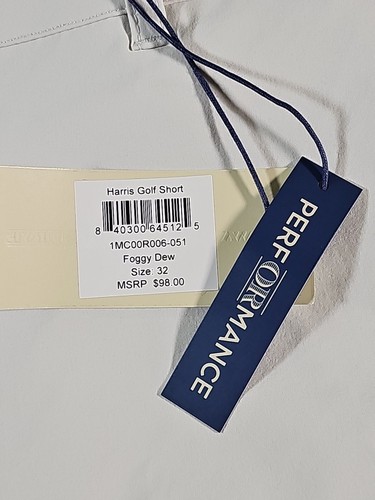 Harris Golf Short
8 40300 64512 5
1MC00R006-051
Foggy Dew
Size: 32
MSRP $98.00
PERFORMANCE